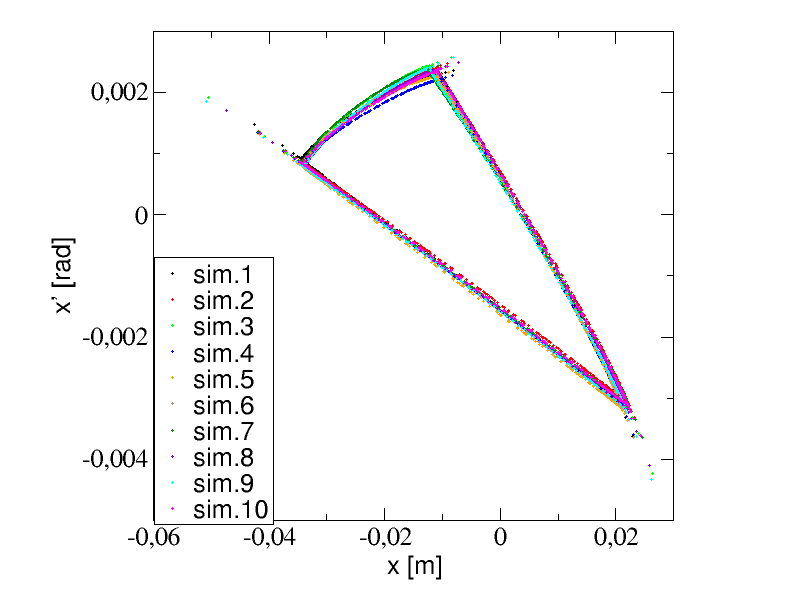 0,002
0
-0,002
-0,004
x' [rad]
sim.1
sim.2
sim.3
sim.4
sim.5
sim.6
sim.7
sim.8
sim.9
sim.10
-0,06 -0,04 -0,02 0 0,02
x [m]